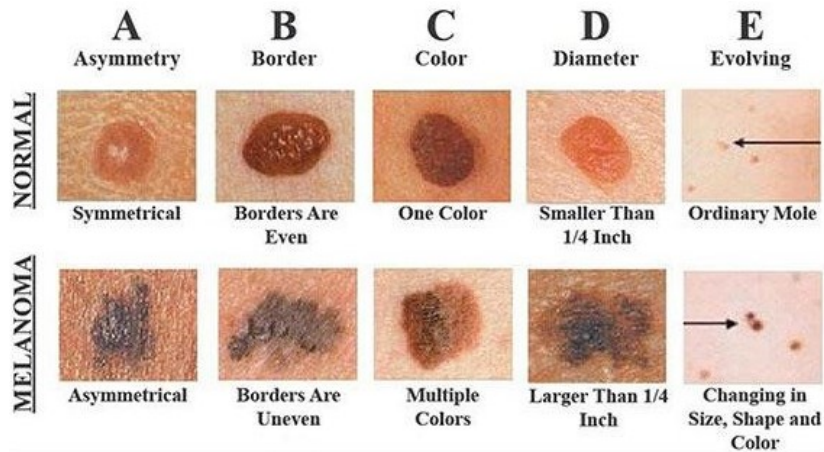 A B C D E
Asymmetry Border Color Diameter Evolving
NORMAL
Symmetrical Borders Are One Color Smaller Than Ordinary Mole
Even 1/4 Inch
MELANOMA
Asymmetrical Borders Are Multiple Larger Than 1/4 Changing in
Uneven Colors Inch Size, Shape and
Color